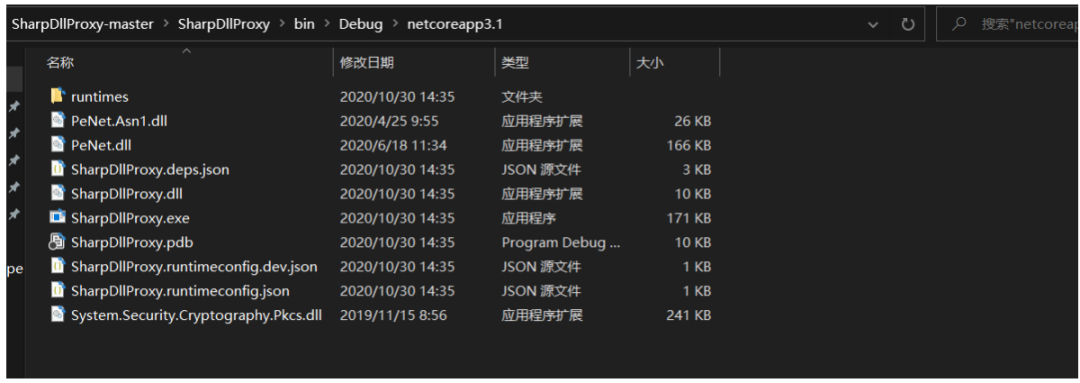 SharpDllProxy-master > SharpDllProxy > bin > Debug > netcoreapp3.1 搜索"netcoreap
名称 修改日期 类型 大小
runtimes 2020/10/30 14:35 文件夹
PeNet.Asn1.dll 2020/4/25 9:55 应用程序扩展 26 KB
PeNet.dll 2020/6/18 11:34 应用程序扩展 166 KB
SharpDllProxy.deps.json 2020/10/30 14:35 JSON 源文件 3 KB
SharpDllProxy.dll 2020/10/30 14:35 应用程序扩展 10 KB
SharpDllProxy.exe 2020/10/30 14:35 应用程序 171 KB
SharpDllProxy.pdb 2020/10/30 14:35 Program Debug ... 10 KB
pe SharpDllProxy.runtimeconfig.dev.json 2020/10/30 14:35 JSON 源文件 1 KB
SharpDllProxy.runtimeconfig.json 2020/10/30 14:35 JSON 源文件 1 KB
System.Security.Cryptography.Pkcs.dll 2019/11/15 8:56 应用程序扩展 241 KB